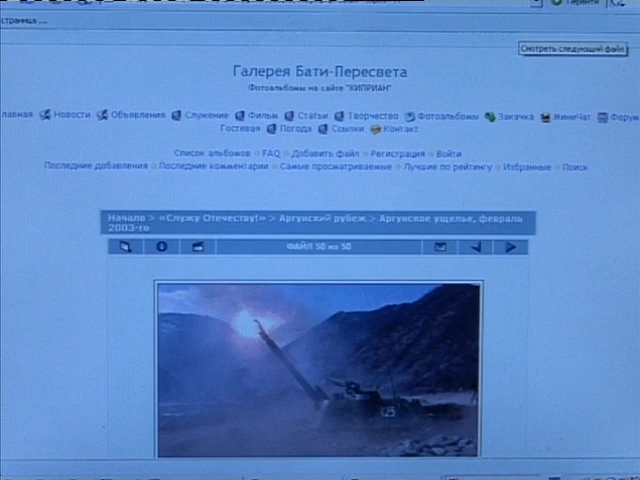 страница ...
Перейти
Смотреть следующий файл
Галерея Бати-Пересвета
Фотоальбомы на сайте "КИПРИАН"
лавная Новости Объявления Служение Фильм Статьи Творчество Фотоальбомы Закачка МиниЧат Форум
Гостевая Погода Ссылки Контакт
Список альбомов FAQ Добавить файл Регистрация Войти
Последние добавления Последние комментарии Самые просматриваемые Лучшие по рейтингу Избранные Поиск
Начало > «Служу Отечеству!» > Аргунский рубеж > Аргунское ущелье, февраль
2003-го
ФАЙЛ 50 из 50